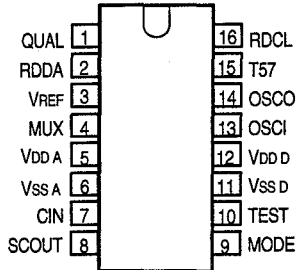 QUAL 1 16 RDCL
RDDA 2 15 T57
VREF 3 14 OSCO
MUX 4 13 OSCI
VDD A 5 12 VDD D
VSS A 6 11 VSS D
CIN 7 10 TEST
SCOUT 8 9 MODE